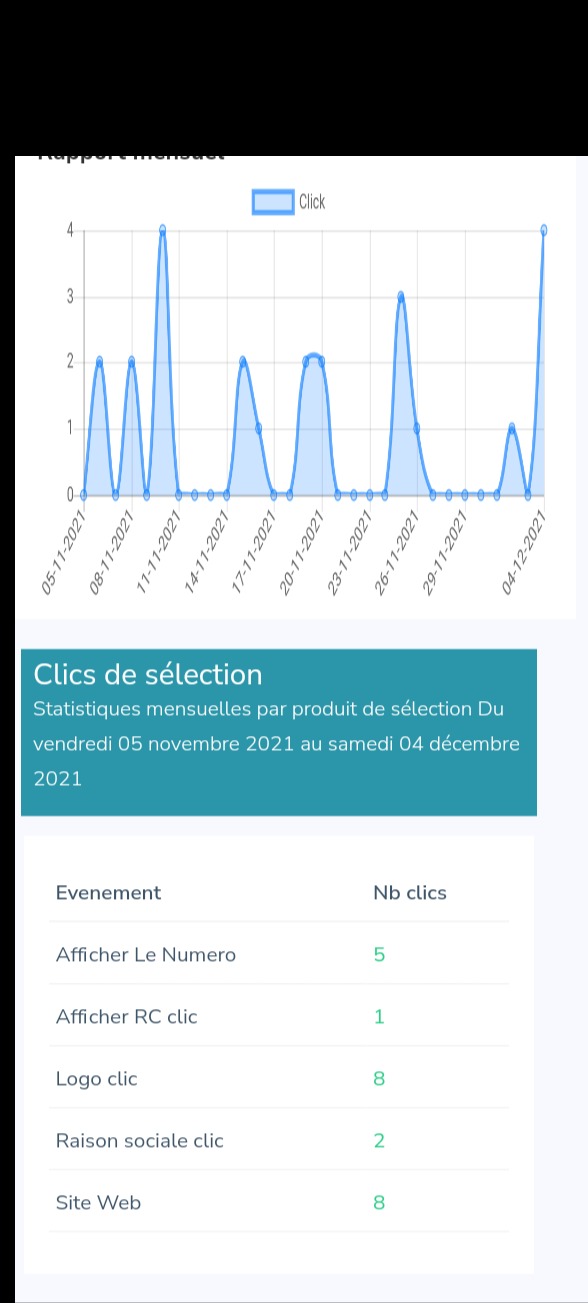 Rapport mensuel
Click
4
3
2
1
0
05-11-2021
08-11-2021
11-11-2021
14-11-2021
17-11-2021
20-11-2021
23-11-2021
26-11-2021
29-11-2021
04-12-2021
Clics de sélection
Statistiques mensuelles par produit de sélection Du
vendredi 05 novembre 2021 au samedi 04 décembre
2021
Evenement Nb clics
Afficher Le Numero 5
Afficher RC clic 1
Logo clic 8
Raison sociale clic 2
Site Web 8